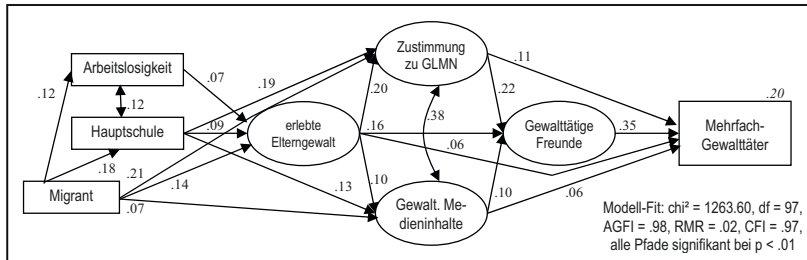 Zustimmung
zu GLMN
.11
Arbeitslosigkeit
.19
.07
.20
.22
.20
.12
.12
Hauptschule
.09
erlebte
Elterngewalt
.16
.38
Gewalttätige
Freunde
.35
Mehrfach-
Gewalttäter
.06
.18
.21
.14
.13
.10
.10
.06
Migrant
.07
Gewalt. Me-
dieninhalte
Modell-Fit: chi² = 1263.60, df = 97,
AGFI = .98, RMR = .02, CFI = .97,
alle Pfade signifikant bei p < .01